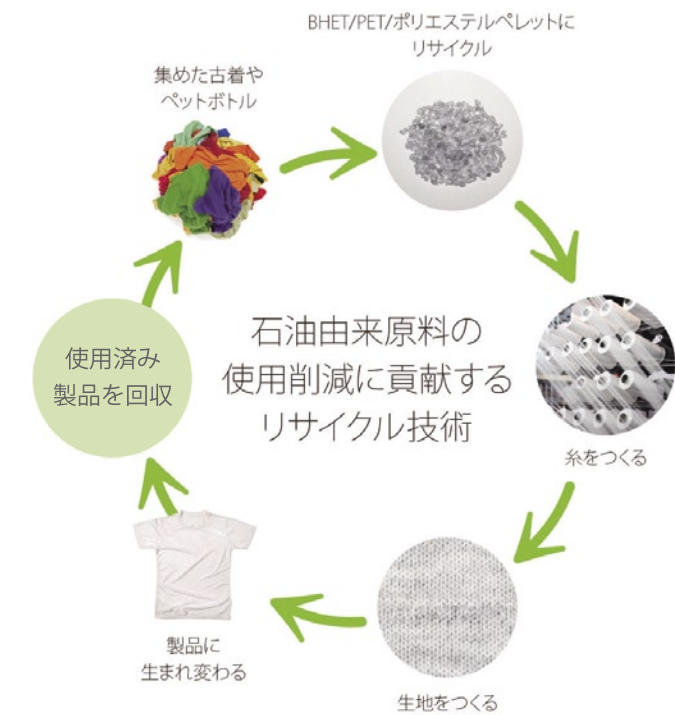 BHET/PET/ポリエステルペレットに
リサイクル
集めた古着や
ペットボトル
石油由来原料の
使用削減に貢献する
リサイクル技術
使用済み
製品を回収
糸をつくる
製品に
生まれ変わる
生地をつくる